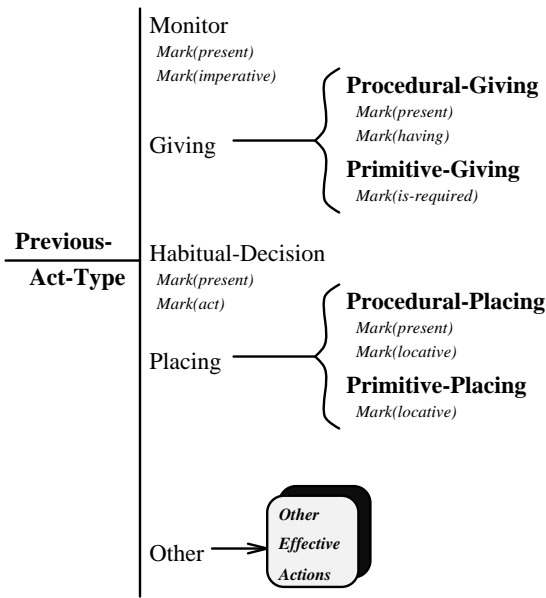 Monitor
Mark(present)
Mark(imperative)
Giving
Procedural-Giving
Mark(present)
Mark(having)
Primitive-Giving
Mark(is-required)
Previous-
Act-Type
Habitual-Decision
Mark(present)
Mark(act)
Placing
Procedural-Placing
Mark(present)
Mark(locative)
Primitive-Placing
Mark(locative)
Other
Other
Effective
Actions